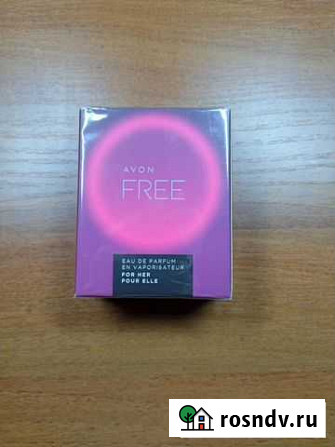 AVON
FREE
EAU DE PARFUM
EN VAPORISATEUR
FOR HER
POUR ELLE
rosndv.ru